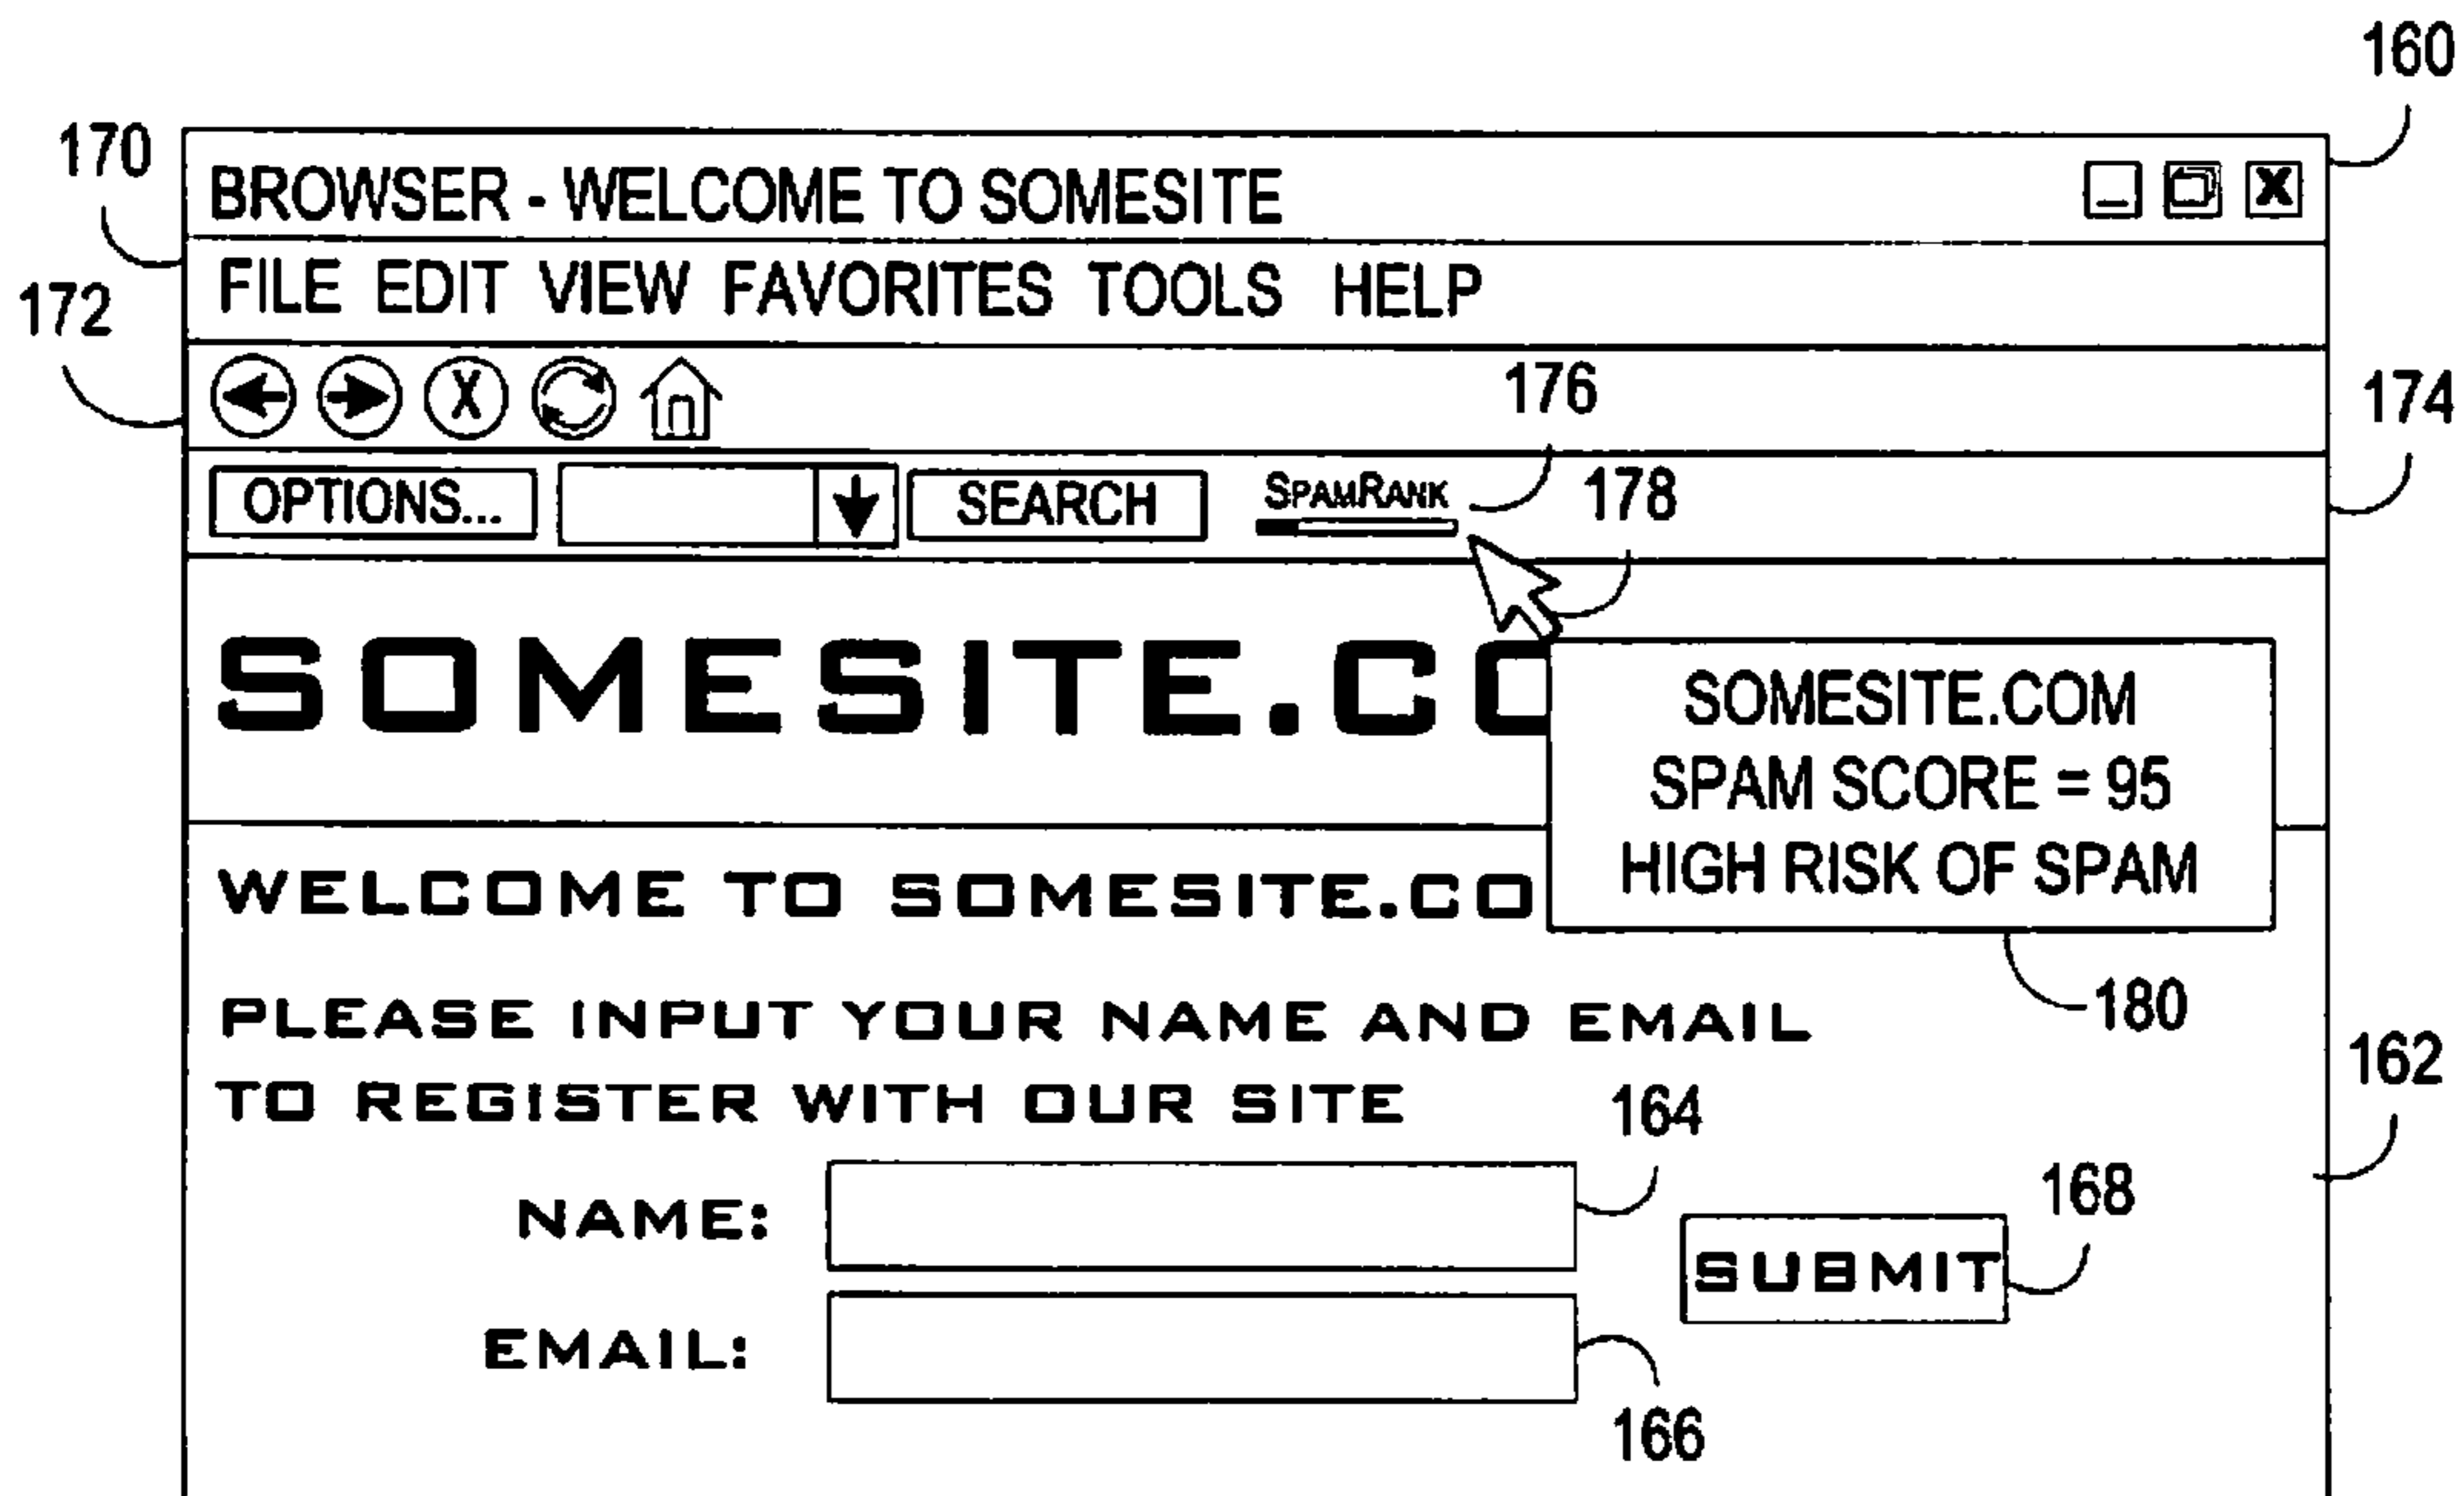 160
170
BROWSER - WELCOME TO SOMESITE
X
FILE EDIT VIEW FAVORITES TOOLS HELP
172
X
176
174
OPTIONS...
SEARCH
SPAMRANK
178
SOMESITE.CO
SOMESITE.COM
SPAM SCORE = 95
HIGH RISK OF SPAM
WELCOME TO SOMESITE.CO
180
PLEASE INPUT YOUR NAME AND EMAIL
TO REGISTER WITH OUR SITE
162
164
NAME:
168
SUBMIT
EMAIL:
166